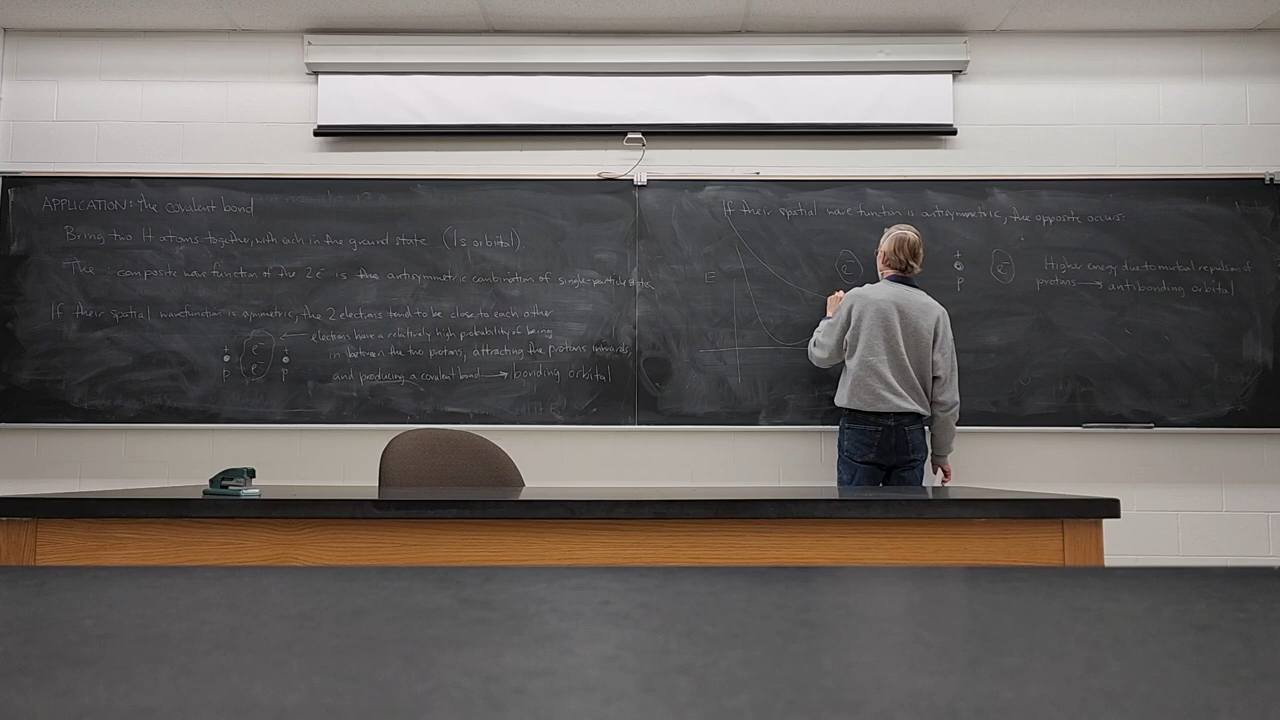 APPLICATION: the covalent bond
Bring two H atoms together, with each in the ground state (1s orbital)
The composite wave function of the 2 e⁻ is the antisymmetric combination of single-particle states
If their spatial wavefunction is symmetric, the 2 electrons tend to be close to each other
electrons have a relatively high probability of being
in between the two protons, attracting the protons inwards
and producing a covalent bond → bonding orbital
+ e⁻ +
p e⁻ p
If their spatial wave function is antisymmetric, the opposite occurs:
E
e⁻ + p e⁻
Higher energy due to mutual repulsion of
protons → antibonding orbital